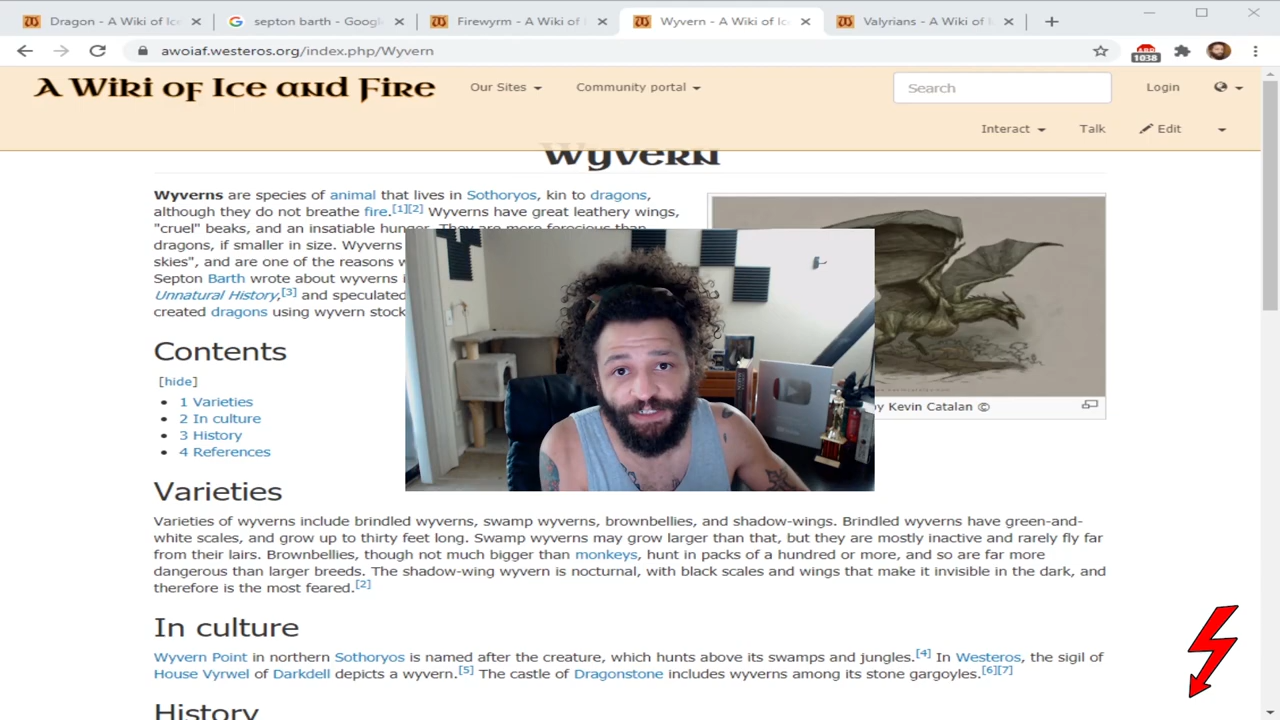 Dragon - A Wiki of Ice
septon barth - Google
Firewyrm - A Wiki of I
Wyvern - A Wiki of Ic
Valyrians - A Wiki of I
awoiaf.westeros.org/index.php/Wyvern
1038
A Wiki of Ice and Fire
Our Sites
Community portal
Search
Login
Interact
Talk
Edit
Wyvern
Wyverns are species of animal that lives in Sothoryos, kin to dragons,
although they do not breathe fire.[1][2] Wyverns have great leathery wings,
"cruel" beaks, and an insatiable hunger. They are more ferocious than
dragons, if smaller in size. Wyverns
skies", and are one of the reasons
Septon Barth wrote about wyverns
Unnatural History,[3] and speculated
created dragons using wyvern stock
by Kevin Catalan ©
Contents
[hide]
1 Varieties
2 In culture
3 History
4 References
Varieties
Varieties of wyverns include brindled wyverns, swamp wyverns, brownbellies, and shadow-wings. Brindled wyverns have green-and-
white scales, and grow up to thirty feet long. Swamp wyverns may grow larger than that, but they are mostly inactive and rarely fly far
from their lairs. Brownbellies, though not much bigger than monkeys, hunt in packs of a hundred or more, and so are far more
dangerous than larger breeds. The shadow-wing wyvern is nocturnal, with black scales and wings that make it invisible in the dark, and
therefore is the most feared.[2]
In culture
Wyvern Point in northern Sothoryos is named after the creature, which hunts above its swamps and jungles.[4] In Westeros, the sigil of
House Vyrwel of Darkdell depicts a wyvern.[5] The castle of Dragonstone includes wyverns among its stone gargoyles.[6][7]
History